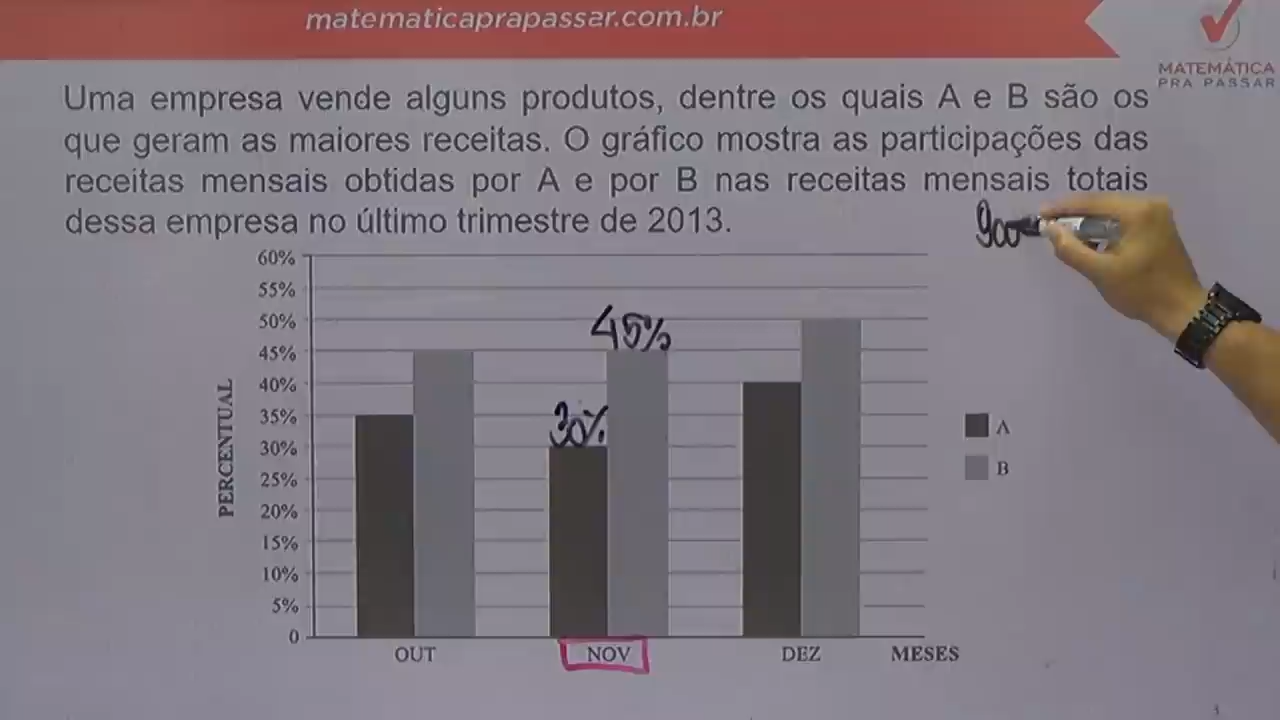 matematicaprapassar.com.br
MATEMÁTICA
PRA PASSAR
Uma empresa vende alguns produtos, dentre os quais A e B são os
que geram as maiores receitas. O gráfico mostra as participações das
receitas mensais obtidas por A e por B nas receitas mensais totais
dessa empresa no último trimestre de 2013.
900
60%
55%
50%
45%
40%
35%
30%
25%
20%
15%
10%
5%
0
PERCENTUAL
45%
30%
A
B
OUT
NOV
DEZ
MESES